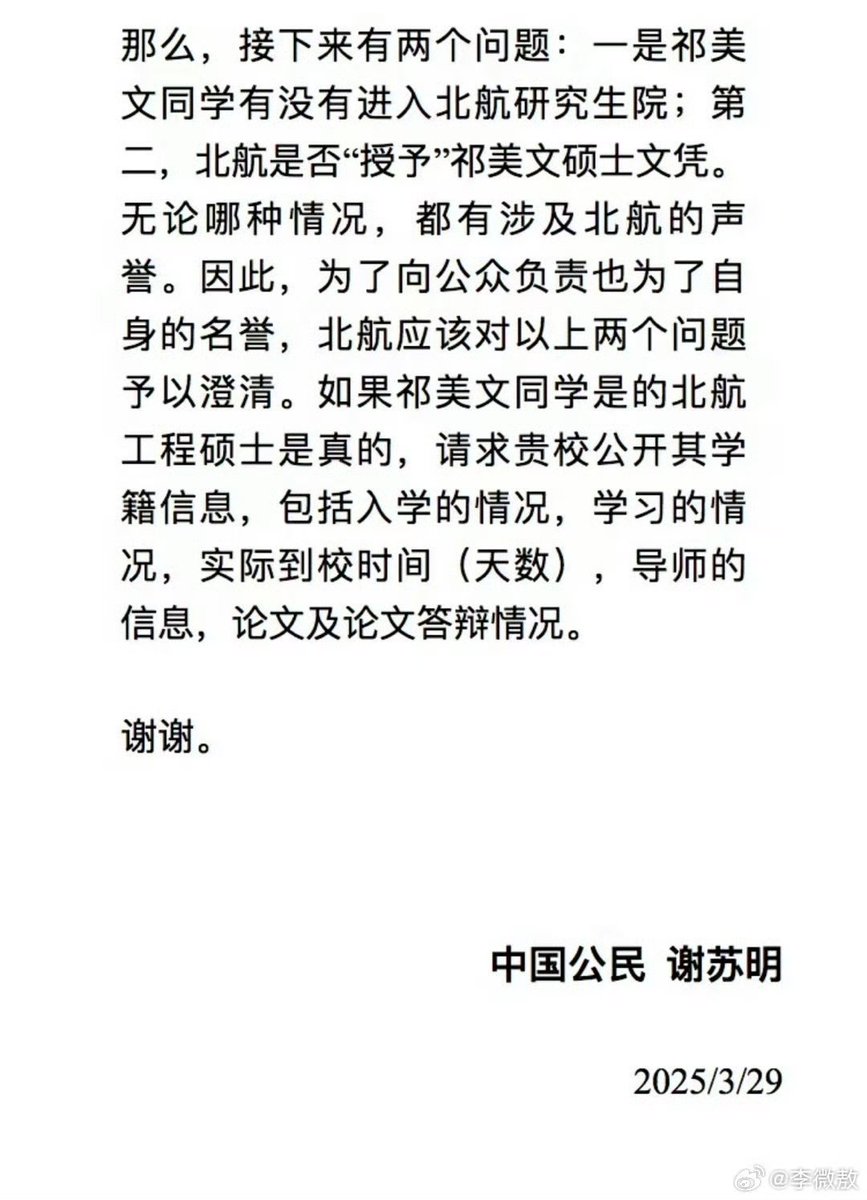 那么，接下来有两个问题：一是祁美
文同学有没有进入北航研究生院；第
二，北航是否“授予”祁美文硕士文凭。
无论哪种情况，都有涉及北航的声
誉。因此，为了向公众负责也为了自
身的名誉，北航应该对以上两个问题
予以澄清。如果祁美文同学是的北航
工程硕士是真的，请求贵校公开其学
籍信息，包括入学的情况，学习的情
况，实际到校时间（天数），导师的
信息，论文及论文答辩情况。
谢谢。
中国公民 谢苏明
2025/3/29
@李微敖